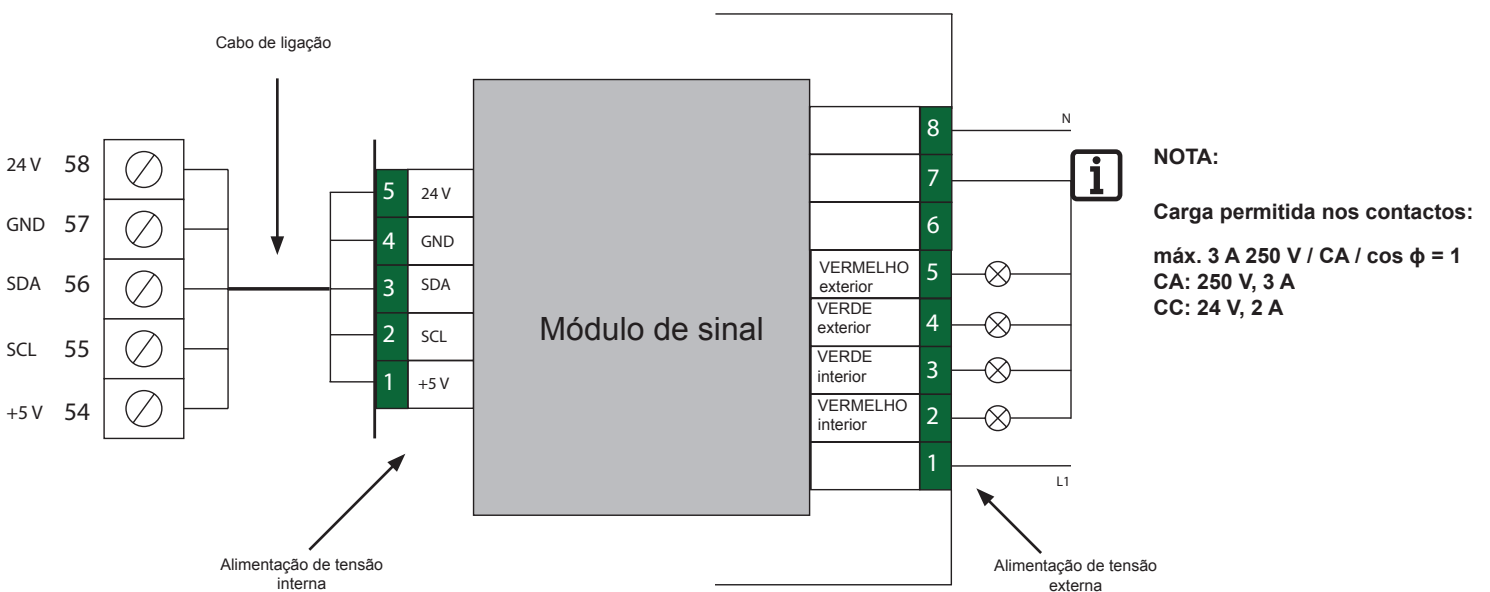 Cabo de ligação
24 V 58
GND 57
SDA 56
SCL 55
+5 V 54
5 24 V
4 GND
3 SDA
2 SCL
1 +5 V
Módulo de sinal
8
7
6
VERMELHO
exterior
5
VERDE
exterior
4
VERDE
interior
3
VERMELHO
interior
2
1
N
L1
Alimentação de tensão
interna
Alimentação de tensão
externa
i
NOTA:
Carga permitida nos contactos:
máx. 3 A 250 V / CA / cos ϕ = 1
CA: 250 V, 3 A
CC: 24 V, 2 A